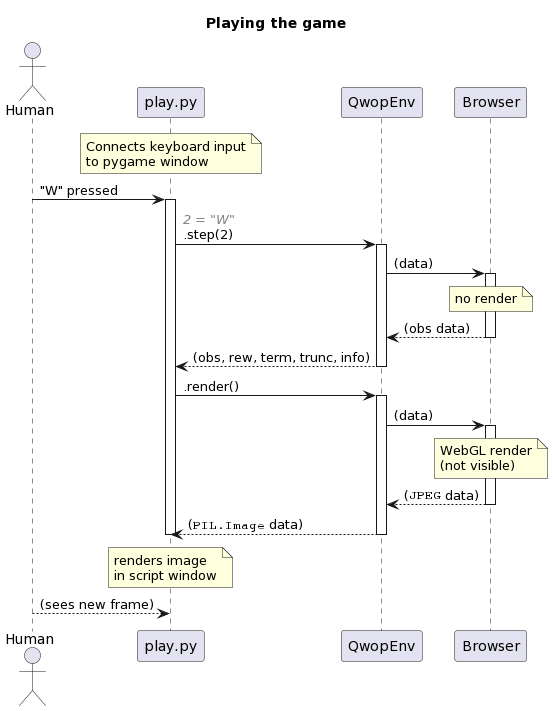 Playing the game
Human
play.py
QwopEnv
Browser
Connects keyboard input
to pygame window
"W" pressed
2 = "W"
.step(2)
(data)
no render
(obs data)
(obs, rew, term, trunc, info)
.render()
(data)
WebGL render
(not visible)
(JPEG data)
(PIL.Image data)
renders image
in script window
(sees new frame)
Human
play.py
QwopEnv
Browser